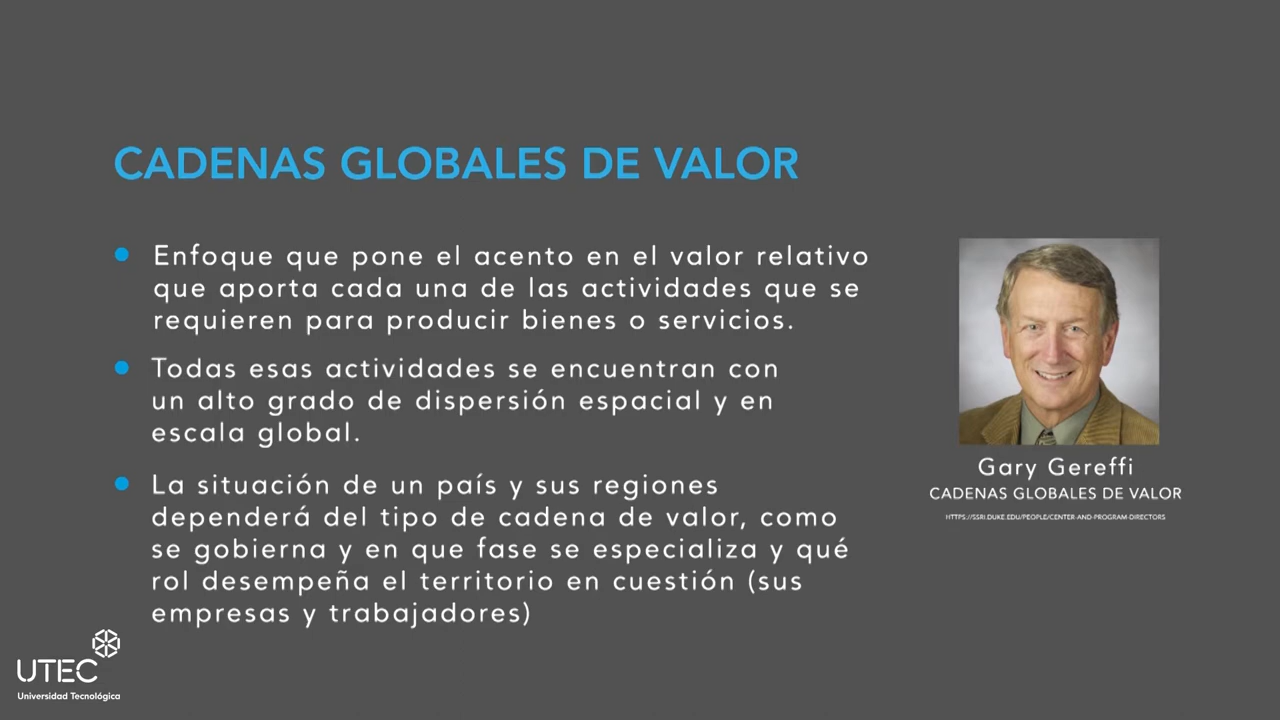 CADENAS GLOBALES DE VALOR
Enfoque que pone el acento en el valor relativo
que aporta cada una de las actividades que se
requieren para producir bienes o servicios.
Todas esas actividades se encuentran con
un alto grado de dispersión espacial y en
escala global.
La situación de un país y sus regiones
dependerá del tipo de cadena de valor, como
se gobierna y en que fase se especializa y qué
rol desempeña el territorio en cuestión (sus
empresas y trabajadores)
Gary Gereffi
CADENAS GLOBALES DE VALOR
HTTPS://SSRI.DUKE.EDU/PEOPLE/CENTER-AND-PROGRAM-DIRECTORS
UTEC
Universidad Tecnológica